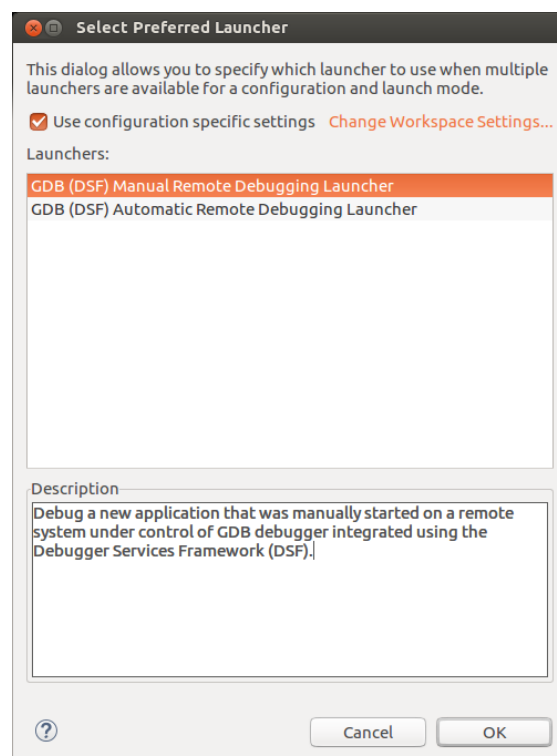 Select Preferred Launcher
This dialog allows you to specify which launcher to use when multiple
launchers are available for a configuration and launch mode.
Use configuration specific settings Change Workspace Settings...
Launchers:
GDB (DSF) Manual Remote Debugging Launcher
GDB (DSF) Automatic Remote Debugging Launcher
Description
Debug a new application that was manually started on a remote
system under control of GDB debugger integrated using the
Debugger Services Framework (DSF).
? Cancel OK